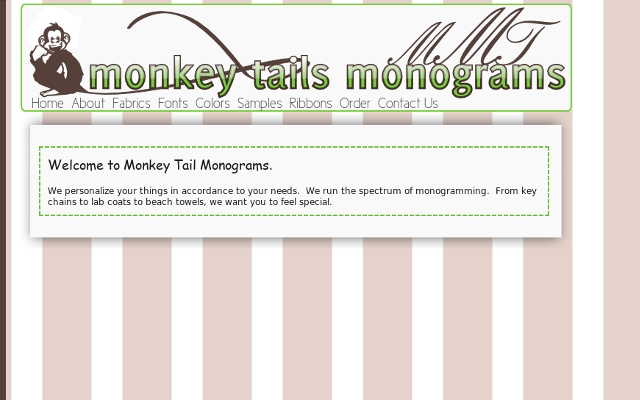 MMT
monkey tails monograms
Home About Fabrics Fonts Colors Samples Ribbons Order Contact Us
Welcome to Monkey Tail Monograms.
We personalize your things in accordance to your needs.  We run the spectrum of monogramming.  From key
chains to lab coats to beach towels, we want you to feel special.